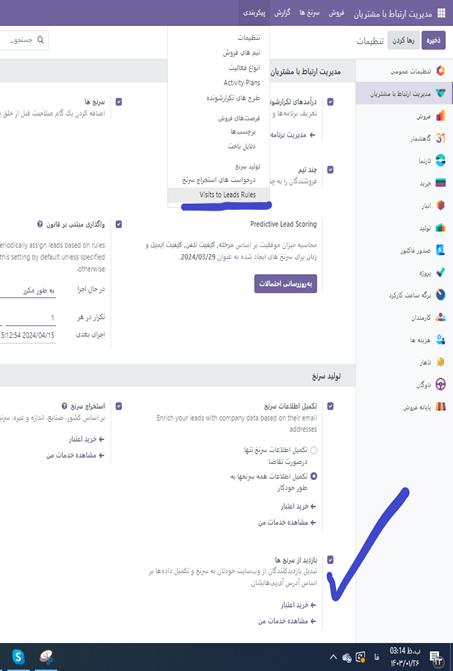 مدیریت ارتباط با مشتریان
فروش
سرنخ ها
گزارش
پیکربندی
ذخیره
رها کردن
تنظیمات
جستجو...
تنظیمات
تیم های فروش
انواع فعالیت
Activity Plans
طرح های تکرارشونده
فرصت‌های فروش
برچسب‌ها
دلایل باخت
تولید سرنخ
درخواست های استخراج سرنخ
Visits to Leads Rules
تنظیمات عمومی
مدیریت ارتباط با مشتریان
فروش
گاهشمار
تارنما
خرید
انبار
تولید
صدور فاکتور
پروژه
برگه ساعت کارکرد
کارمندان
هزینه ها
ناهار
ناوگان
پایانه فروش
مدیریت ارتباط با مشتریان
درآمدهای تکرارشونده
تعریف برنامه‌ها و
مدیریت برنامه
سرنخ ها
اضافه کردن یک گام صلاحیت قبل از خلق
چند تیم
فروشندگان را به
Predictive Lead Scoring
محاسبه میزان موفقیت بر اساس مرحله, کیفیت تلفن, کیفیت ایمیل و
زبان برای سرنخ های ایجاد شده به عنوان 2024/03/29.
به‌روزرسانی احتمالات
واگذاری مبتنی بر قانون
eriodically assign leads based on rules
this setting by default unless specified
otherwise.
در حال اجرا
به طور مکرر
تکرار در هر
1
اجرای بعدی
2024/04/15 5:12:54
تولید سرنخ
تکمیل اطلاعات سرنخ
Enrich your leads with company data based on their email
addresses
تکمیل اطلاعات سرنخ تنها
درصورت تقاضا
تکمیل اطلاعات همه سرنخها به
طور خودکار
خرید اعتبار
مشاهده خدمات من
استخراج سرنخ
بر اساس کشور, صنایع, اندازه و غیره,
خرید اعتبار
مشاهده خدمات من
بازدید از سرنخ ها
تبدیل بازدیدکنندگان از وب‌سایت خودتان به سرنخ و تکمیل داده‌ها بر
اساس آدرس آی‌پی‌هایشان
خرید اعتبار
مشاهده خدمات من
فا
03:14 ب.ظ
۱۴۰۳/۰۱/۲۶